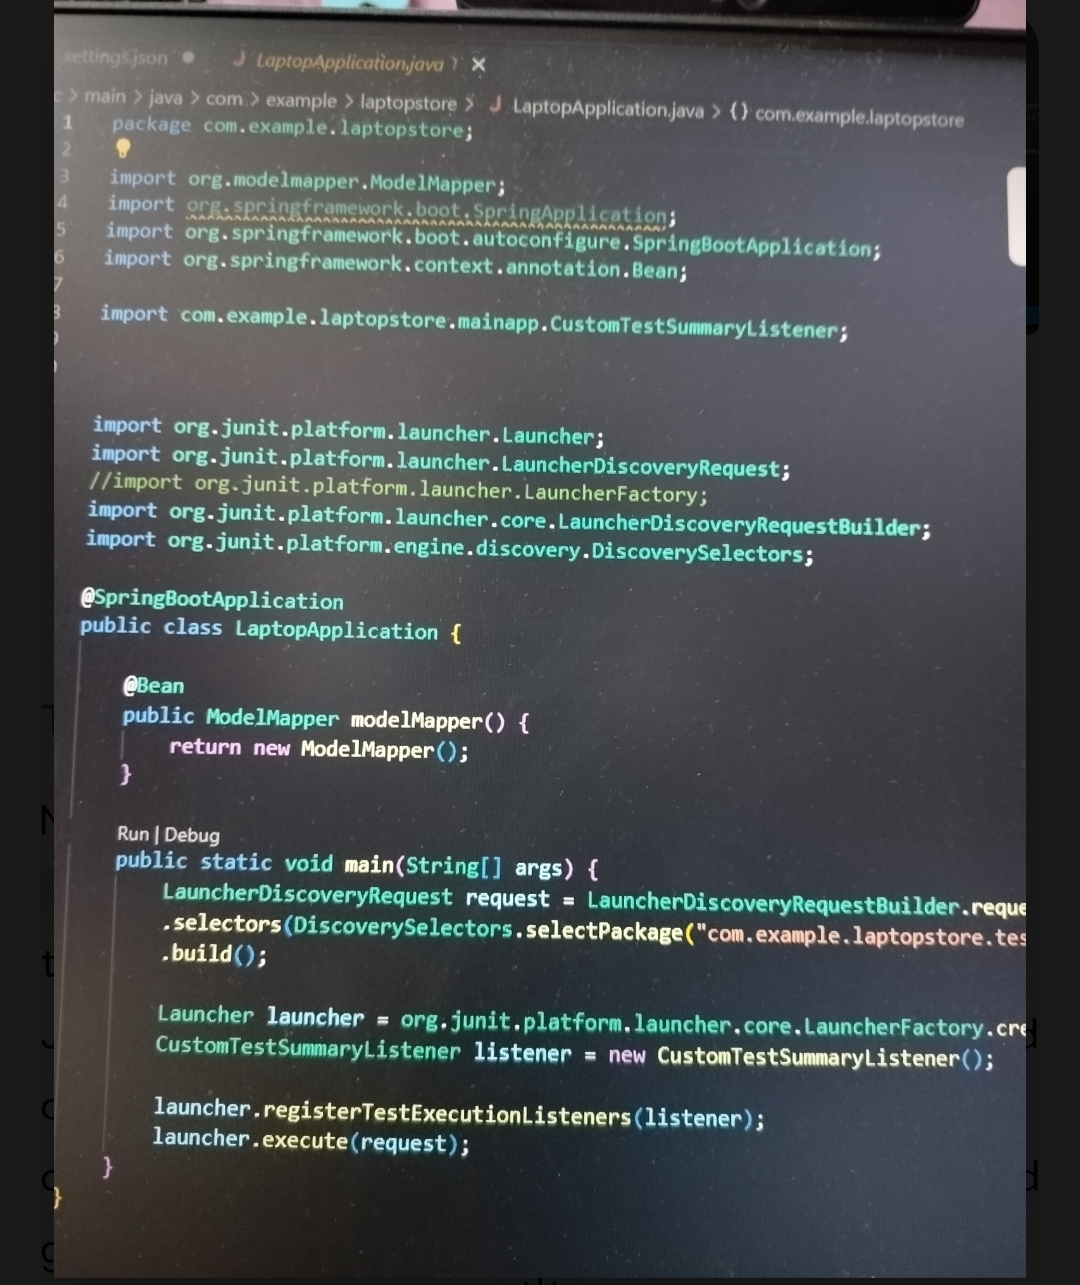 settings.json
LaptopApplication.java 1
> main > java > com > example > laptopstore > J LaptopApplication.java > {} com.example.laptopstore
1 package com.example.laptopstore;
2
3 import org.modelmapper.ModelMapper;
4 import org.springframework.boot.SpringApplication;
5 import org.springframework.boot.autoconfigure.SpringBootApplication;
6 import org.springframework.context.annotation.Bean;
7
import com.example.laptopstore.mainapp.CustomTestSummaryListener;
import org.junit.platform.launcher.Launcher;
import org.junit.platform.launcher.LauncherDiscoveryRequest;
//import org.junit.platform.launcher.LauncherFactory;
import org.junit.platform.launcher.core.LauncherDiscoveryRequestBuilder;
import org.junit.platform.engine.discovery.DiscoverySelectors;
@SpringBootApplication
public class LaptopApplication {
@Bean
public ModelMapper modelMapper() {
return new ModelMapper();
}
Run | Debug
public static void main(String[] args) {
LauncherDiscoveryRequest request = LauncherDiscoveryRequestBuilder.reque
.selectors(DiscoverySelectors.selectPackage("com.example.laptopstore.tes
.build();
Launcher launcher = org.junit.platform.launcher.core.LauncherFactory.cre
CustomTestSummaryListener listener = new CustomTestSummaryListener();
launcher.registerTestExecutionListeners(listener);
launcher.execute(request);
}
}